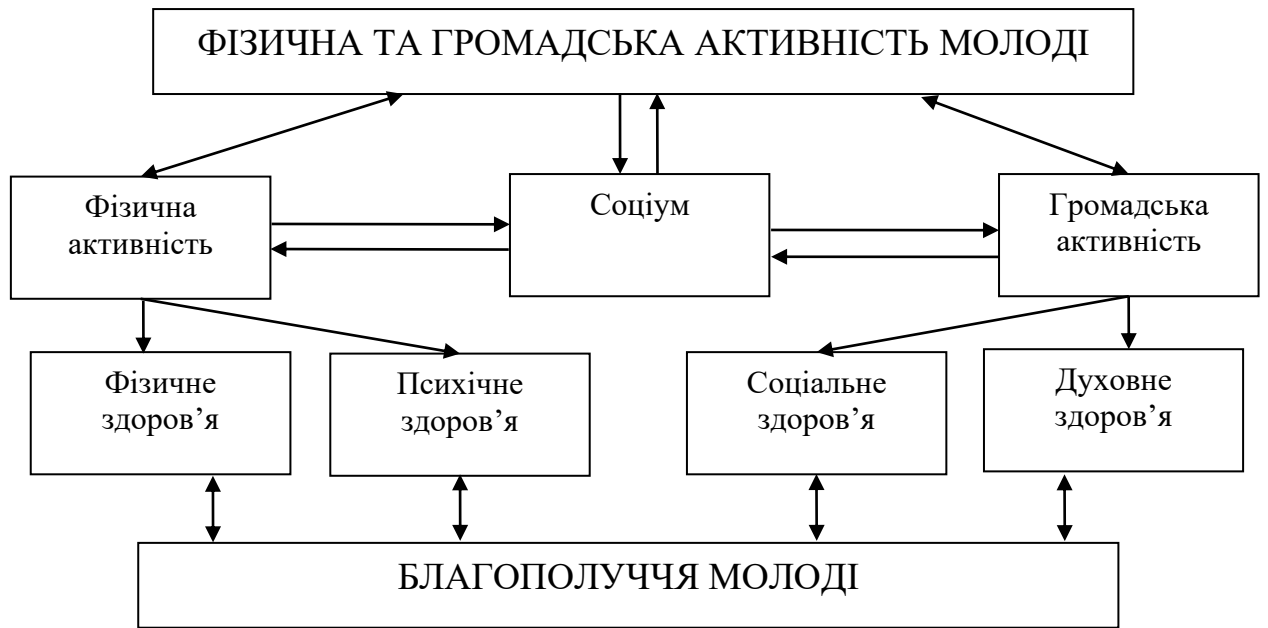 ФІЗИЧНА ТА ГРОМАДСЬКА АКТИВНІСТЬ МОЛОДІ
Фізична
активність
Соціум
Громадська
активність
Фізичне
здоров’я
Психічне
здоров’я
Соціальне
здоров’я
Духовне
здоров’я
БЛАГОПОЛУЧЧЯ МОЛОДІ